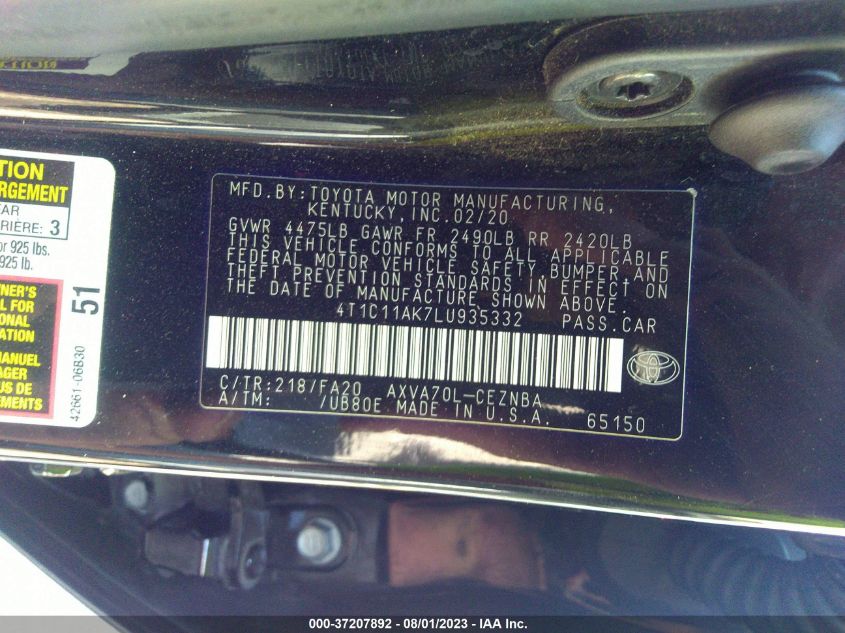 MFD.BY:TOYOTA MOTOR MANUFACTURING,
KENTUCKY,INC.02/20
GVWR 4475LB GAWR FR 2490LB RR 2420LB
THIS VEHICLE CONFORMS TO ALL APPLICABLE
FEDERAL MOTOR VEHICLE SAFETY,BUMPER,AND
THEFT PREVENTION STANDARDS IN EFFECT ON
THE DATE OF MANUFACTURE SHOWN ABOVE.
4T1C11AK7LU935332 PASS.CAR
C/TR:218/FA20 AXVA70L-CEZNBA
A/TM: /UB80E MADE IN U.S.A. 65150
TION
RGEMENT
EAR
ARRIÈRE: 3
or 925 lbs.
925 lb.
NER'S
L FOR
ONAL
ATION
MANUEL
AGER
US DE
EMENTS
51
42661-06B30
000-37207892 - 08/01/2023 - IAA Inc.